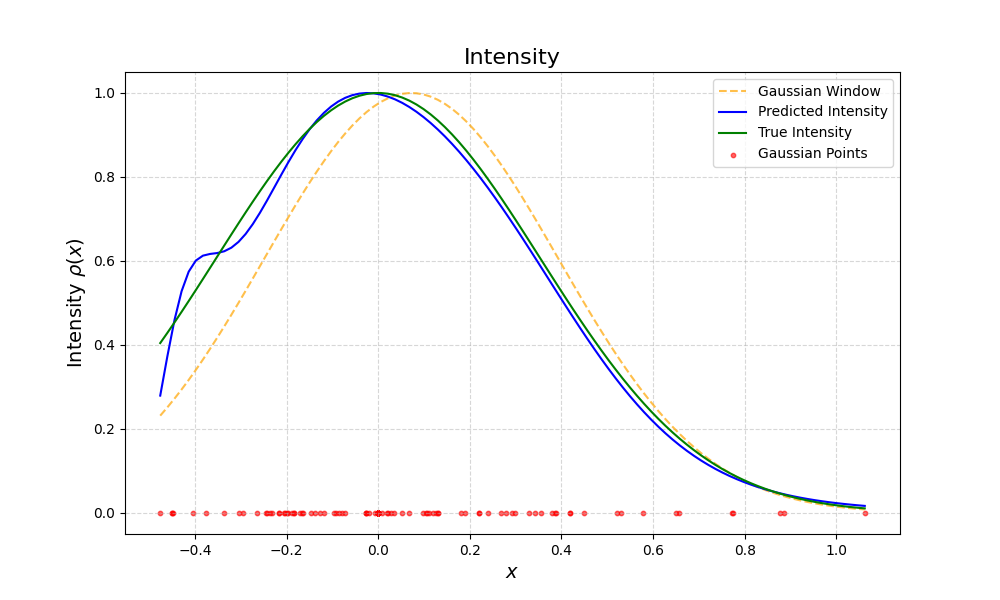 Intensity
Gaussian Window
Predicted Intensity
True Intensity
Gaussian Points
Intensity ρ(x)
1.0
0.8
0.6
0.4
0.2
0.0
−0.4 −0.2 0.0 0.2 0.4 0.6 0.8 1.0
x